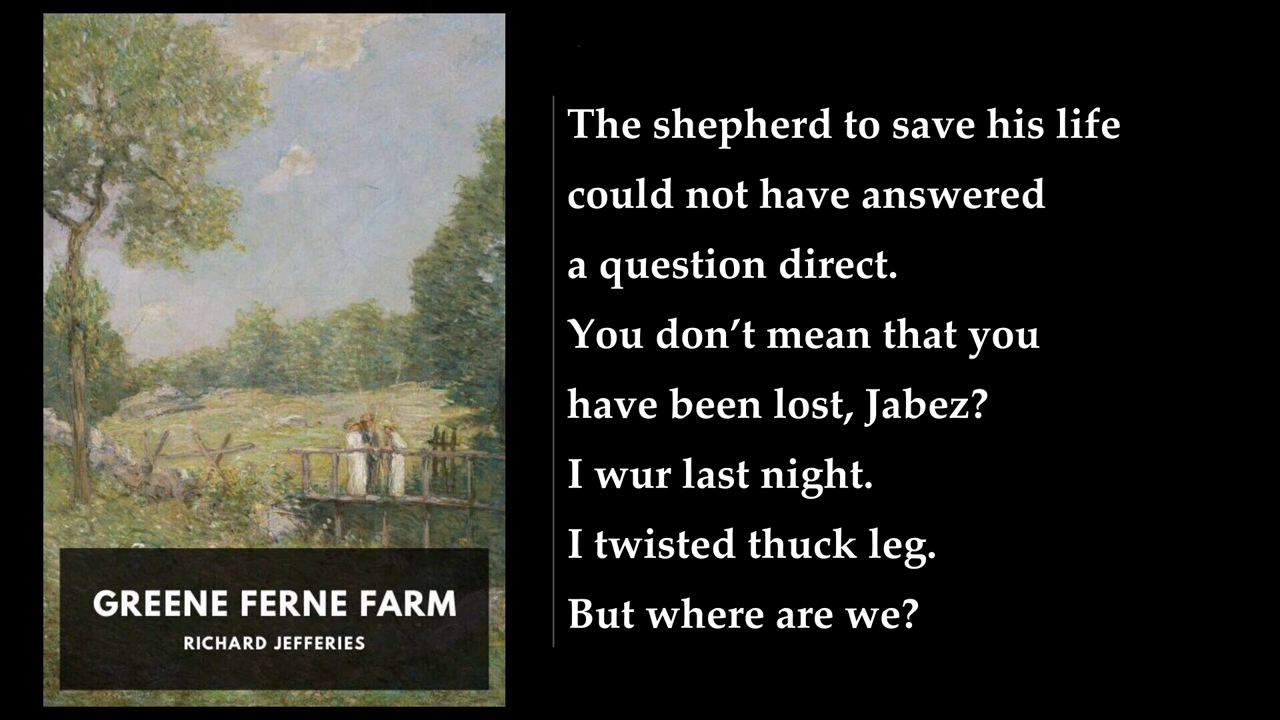 GREENE FERNE FARM
RICHARD JEFFERIES
The shepherd to save his life
could not have answered
a question direct.
You don’t mean that you
have been lost, Jabez?
I wur last night.
I twisted thuck leg.
But where are we?